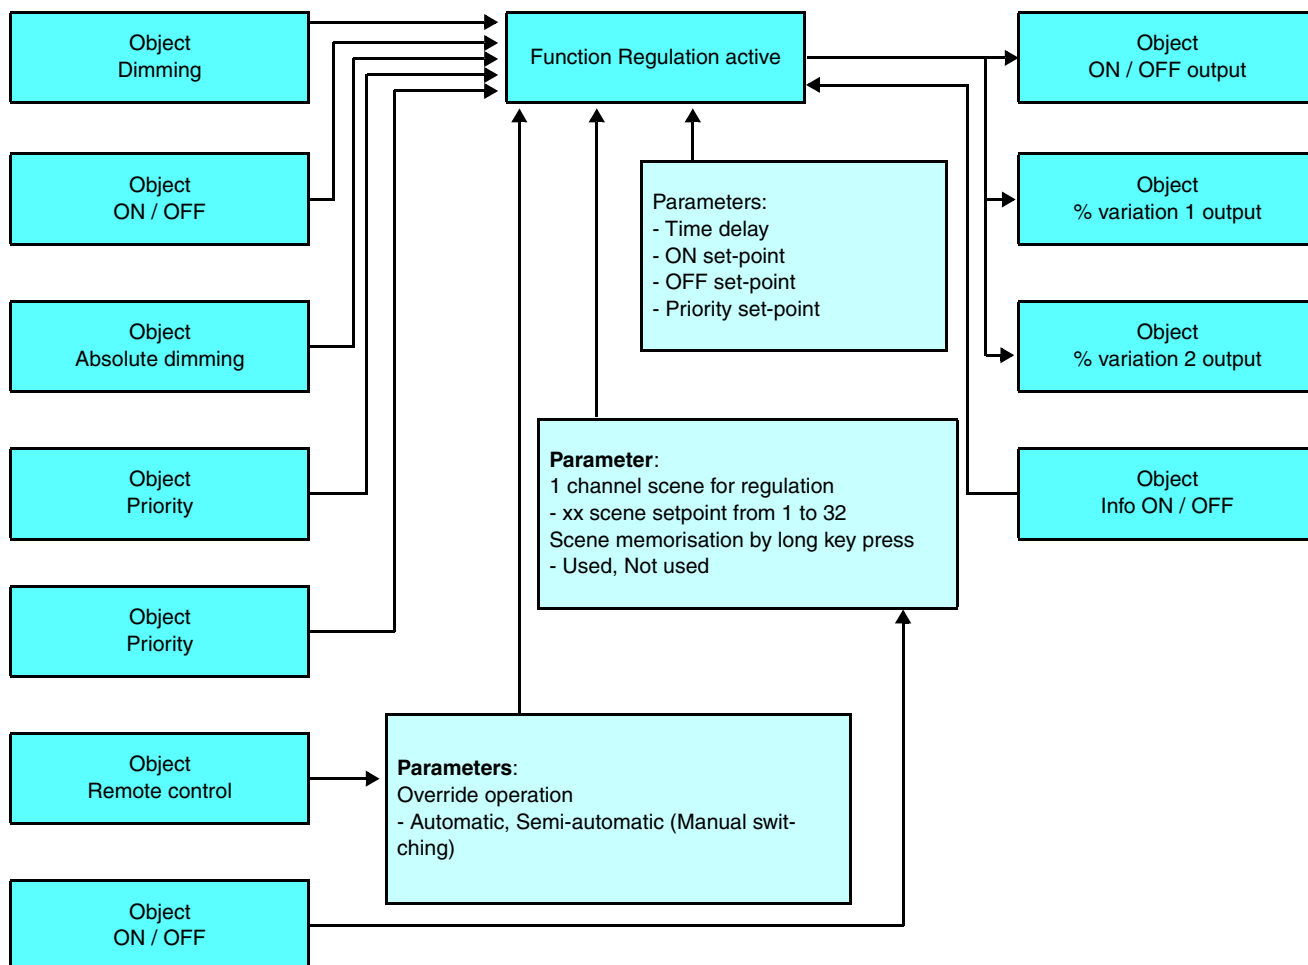 Object
Dimming
Function Regulation active
Object
ON / OFF output
Object
ON / OFF
Parameters:
- Time delay
- ON set-point
- OFF set-point
- Priority set-point
Object
% variation 1 output
Object
Absolute dimming
Object
% variation 2 output
Object
Priority
Parameter:
1 channel scene for regulation
- xx scene setpoint from 1 to 32
Scene memorisation by long key press
- Used, Not used
Object
Info ON / OFF
Object
Priority
Object
Remote control
Parameters:
Override operation
- Automatic, Semi-automatic (Manual swit-
ching)
Object
ON / OFF